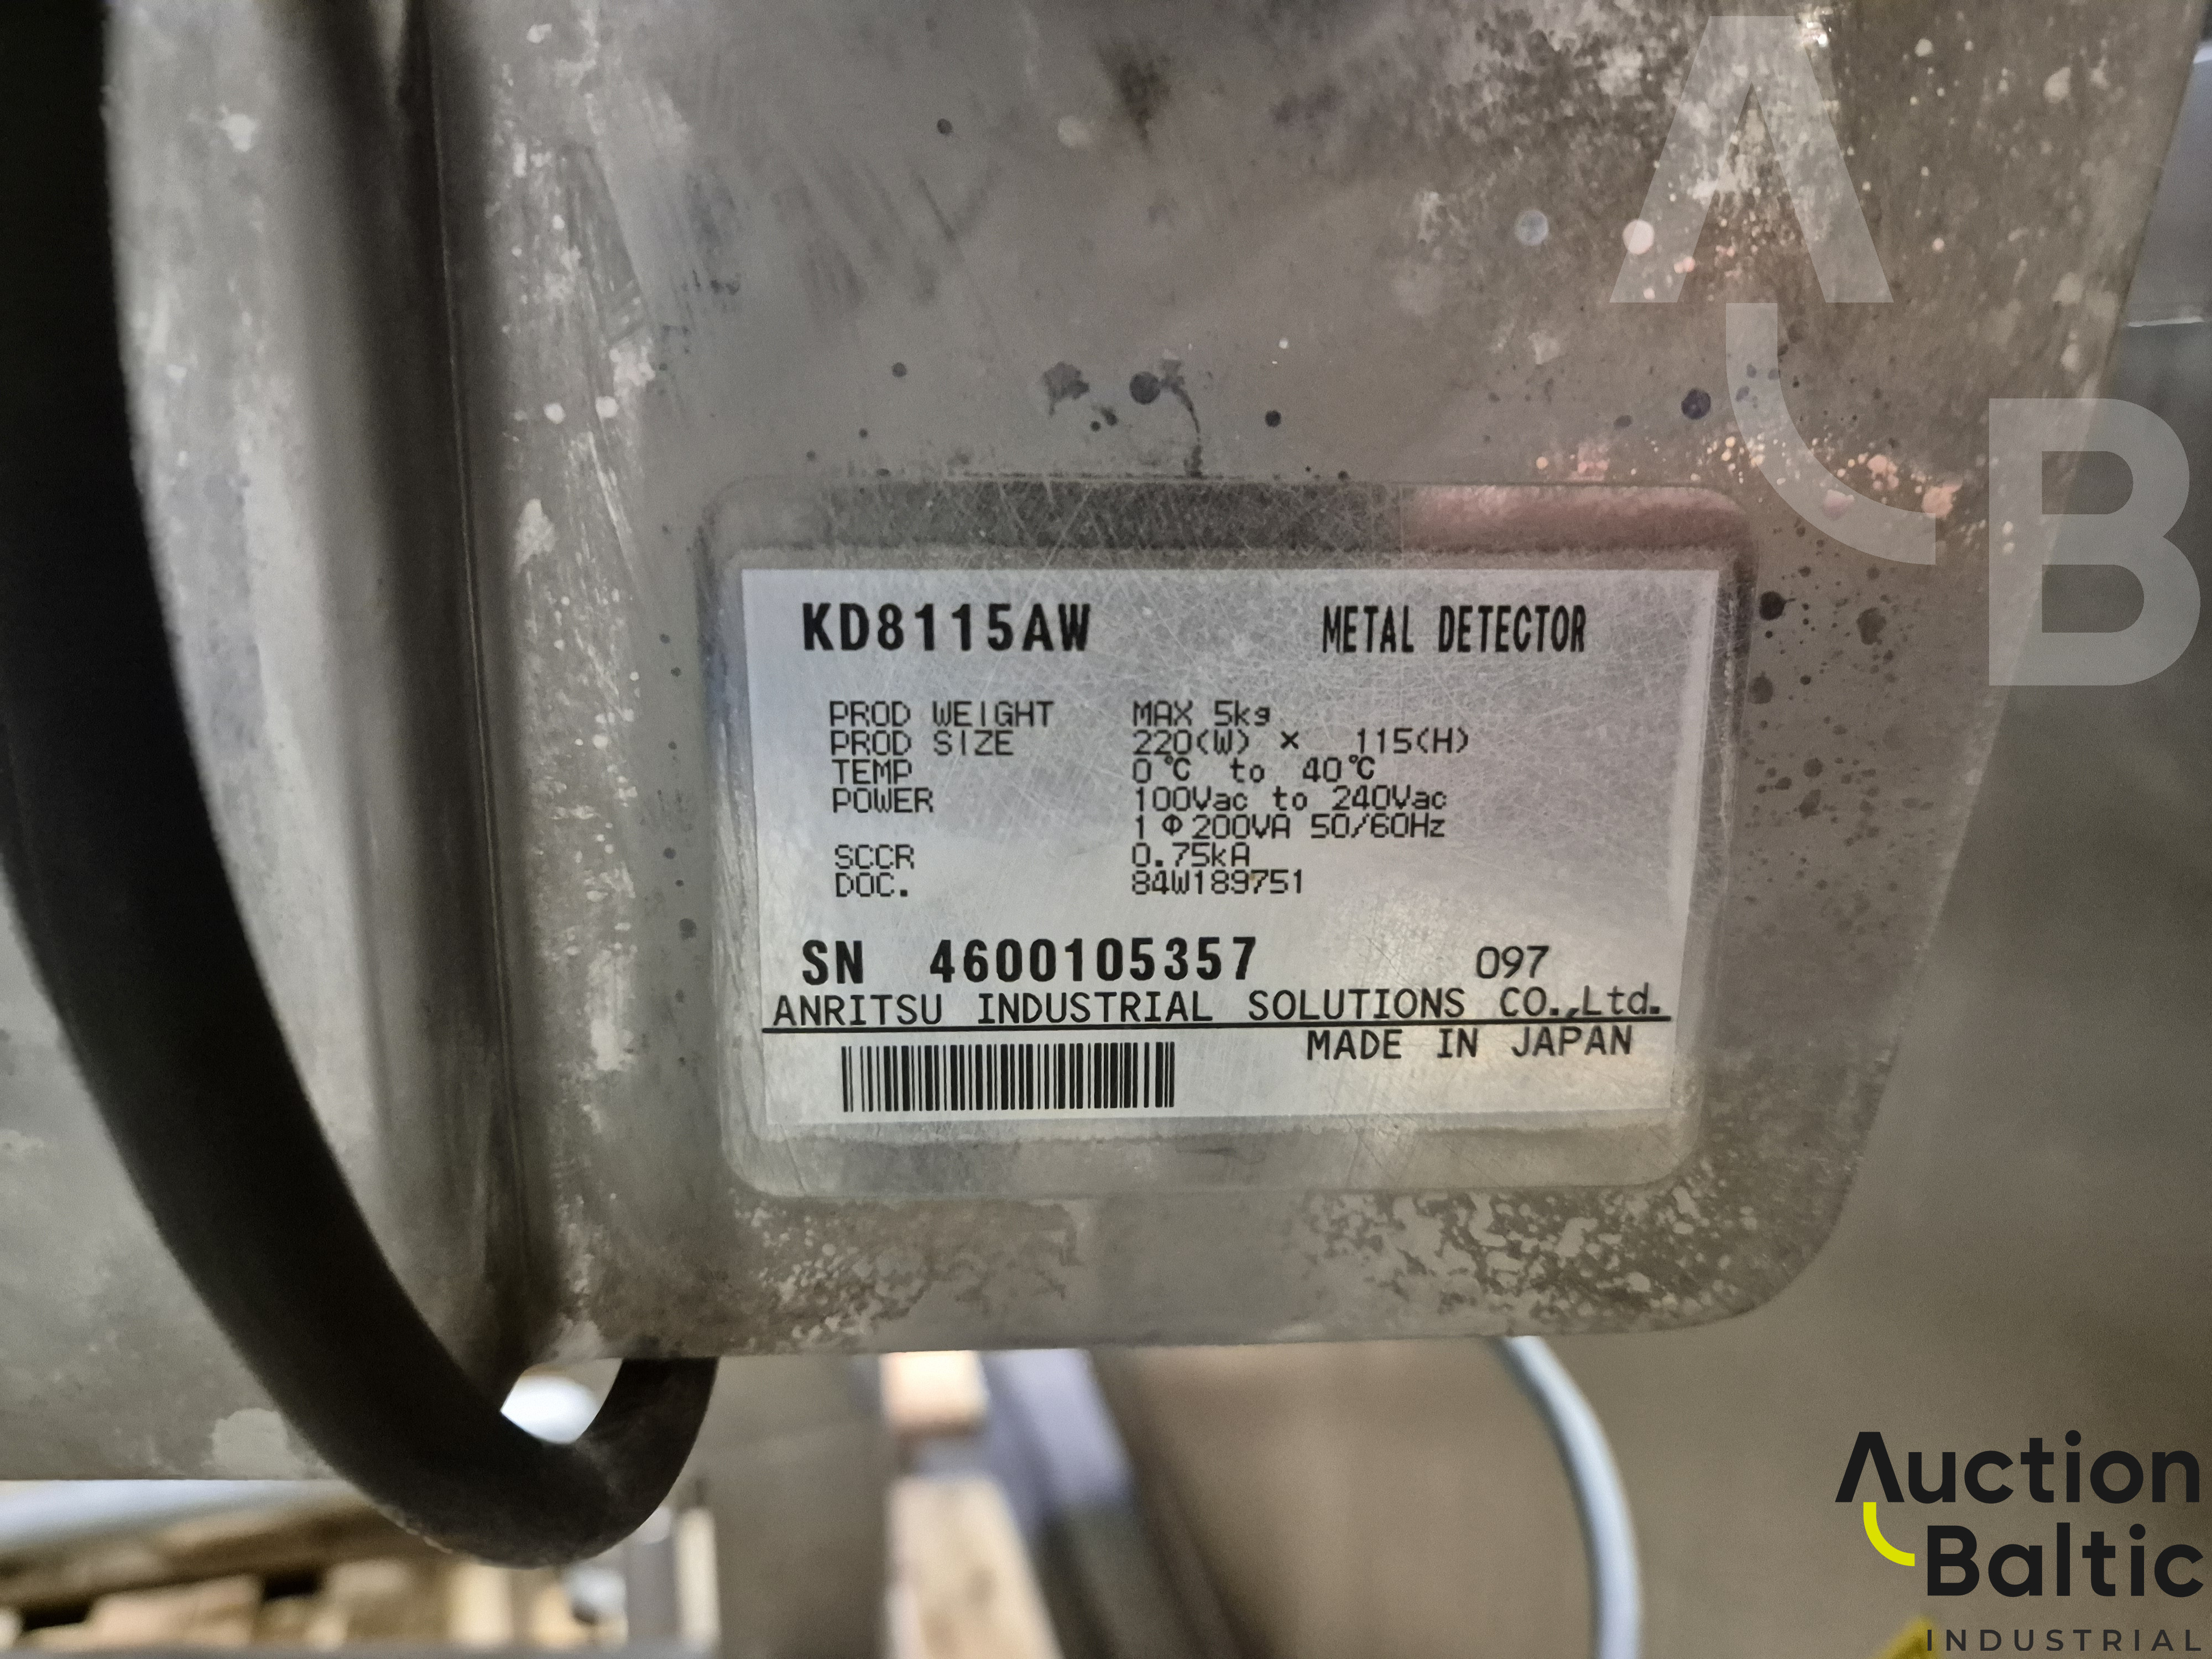 KD8115AW METAL DETECTOR
PROD WEIGHT MAX 5kg
PROD SIZE 220(W) × 115(H)
TEMP 0℃ to 40℃
POWER 100Vac to 240Vac
1Φ200VA 50/60Hz
SCCR 0.75kA
DOC. 84W189751
SN 4600105357 097
ANRITSU INDUSTRIAL SOLUTIONS CO.,Ltd.
MADE IN JAPAN
A
B
Auction
Baltic
INDUSTRIAL